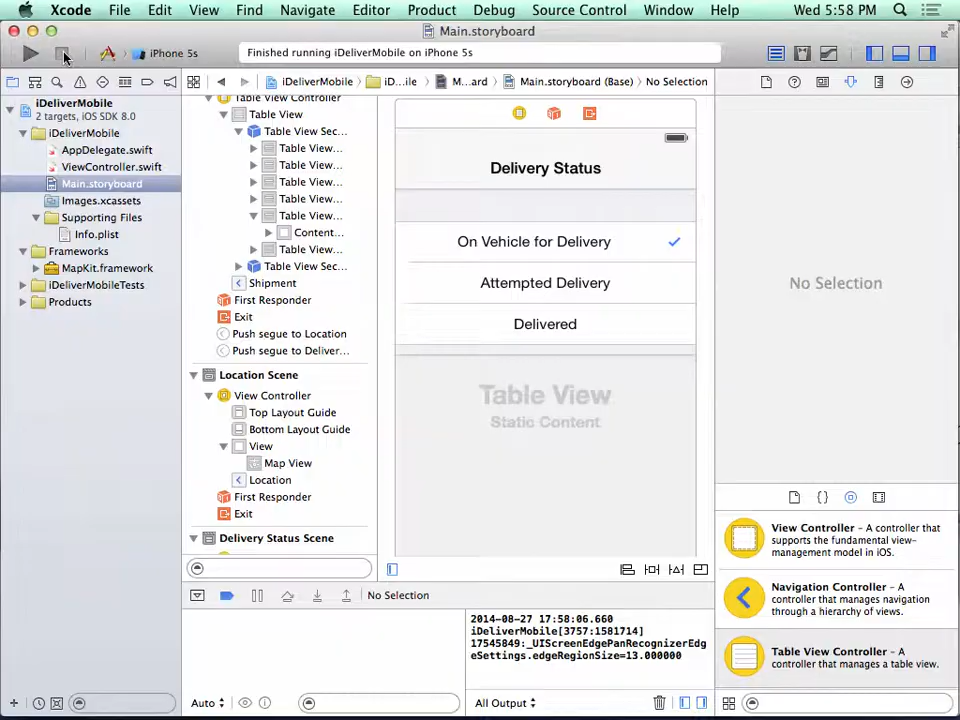 Xcode File Edit View Find Navigate Editor Product Debug Source Control Window Help Wed 5:58 PM
Main.storyboard
iPhone 5s
Finished running iDeliverMobile on iPhone 5s
iDeliverMobile iD...ile M...ard Main.storyboard (Base) No Selection
iDeliverMobile
2 targets, iOS SDK 8.0
iDeliverMobile
AppDelegate.swift
ViewController.swift
Main.storyboard
Images.xcassets
Supporting Files
Info.plist
Frameworks
MapKit.framework
iDeliverMobileTests
Products
Table View Controller
Table View
Table View Sec...
Table View...
Table View...
Table View...
Table View...
Table View...
Content...
Table View...
Table View Sec...
Shipment
First Responder
Exit
Push segue to Location
Push segue to Deliver...
Location Scene
View Controller
Top Layout Guide
Bottom Layout Guide
View
Map View
Location
First Responder
Exit
Delivery Status Scene
Delivery Status
On Vehicle for Delivery
Attempted Delivery
Delivered
Table View
Static Content
No Selection
2014-08-27 17:58:06.660
iDeliverMobile[3757:1581714]
17545849:_UIScreenEdgePanRecognizerEdg
eSettings.edgeRegionSize=13.000000
Auto
All Output
No Selection
View Controller - A controller that
supports the fundamental view-
management model in iOS.
Navigation Controller - A
controller that manages navigation
through a hierarchy of views.
Table View Controller - A
controller that manages a table view.